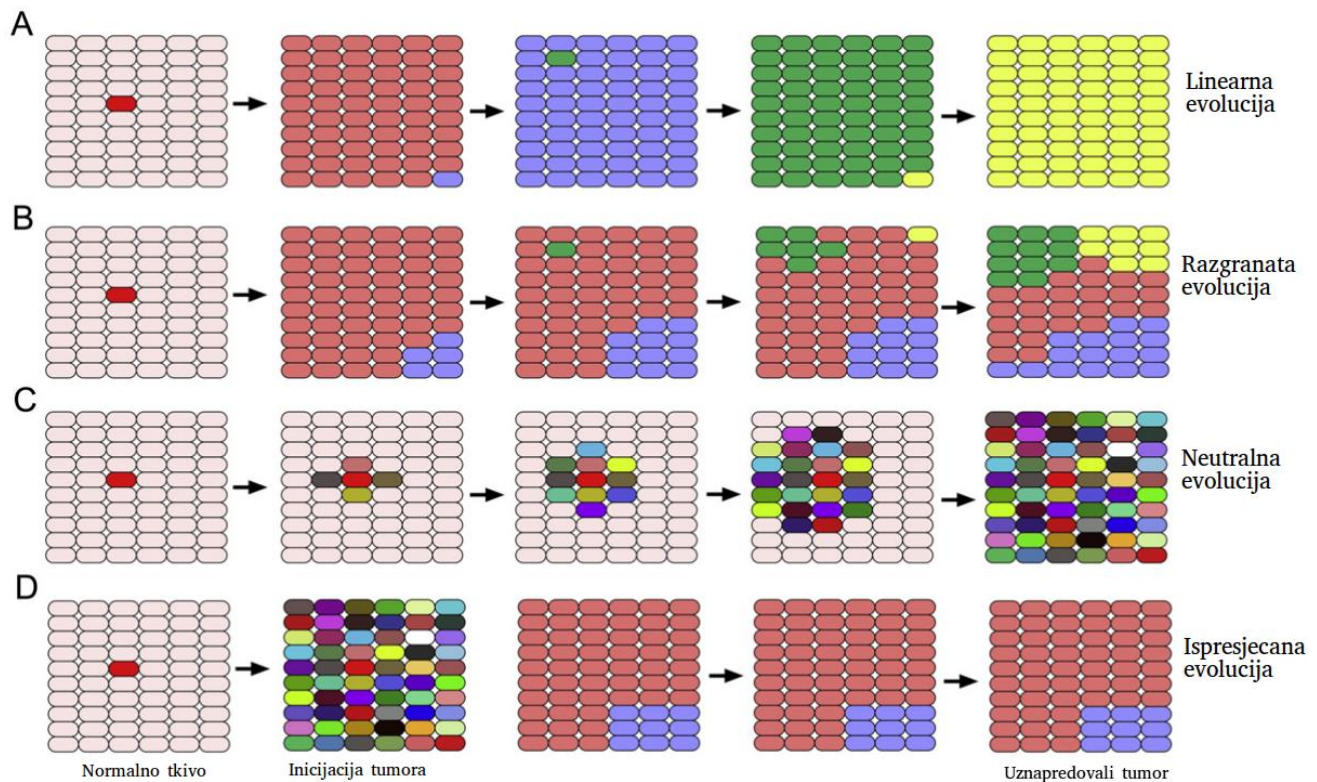 A
Linearna
evolucija
B
Razgranata
evolucija
C
Neutralna
evolucija
D
Ispresjecana
evolucija
Normalno tkivo
Inicijacija tumora
Uznapredovali tumor